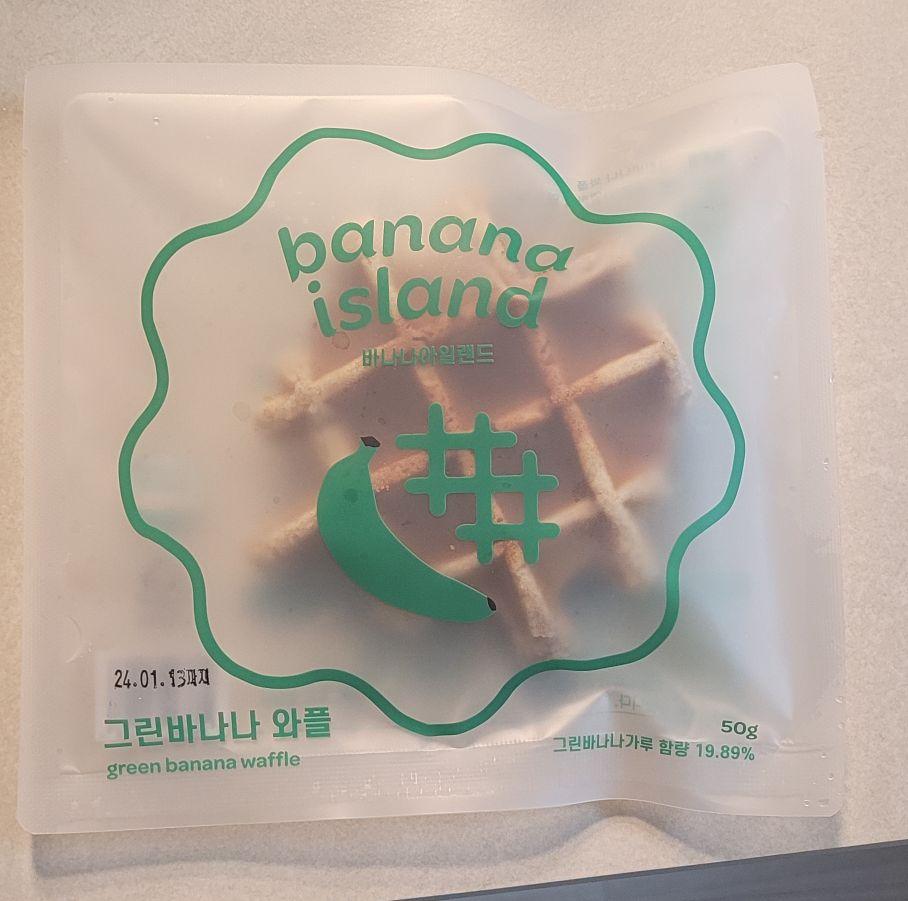 banana
island
바나나아일랜드
24.01.13까지
그린바나나 와플
green banana waffle
50g
그린바나나가루 함량 19.89%